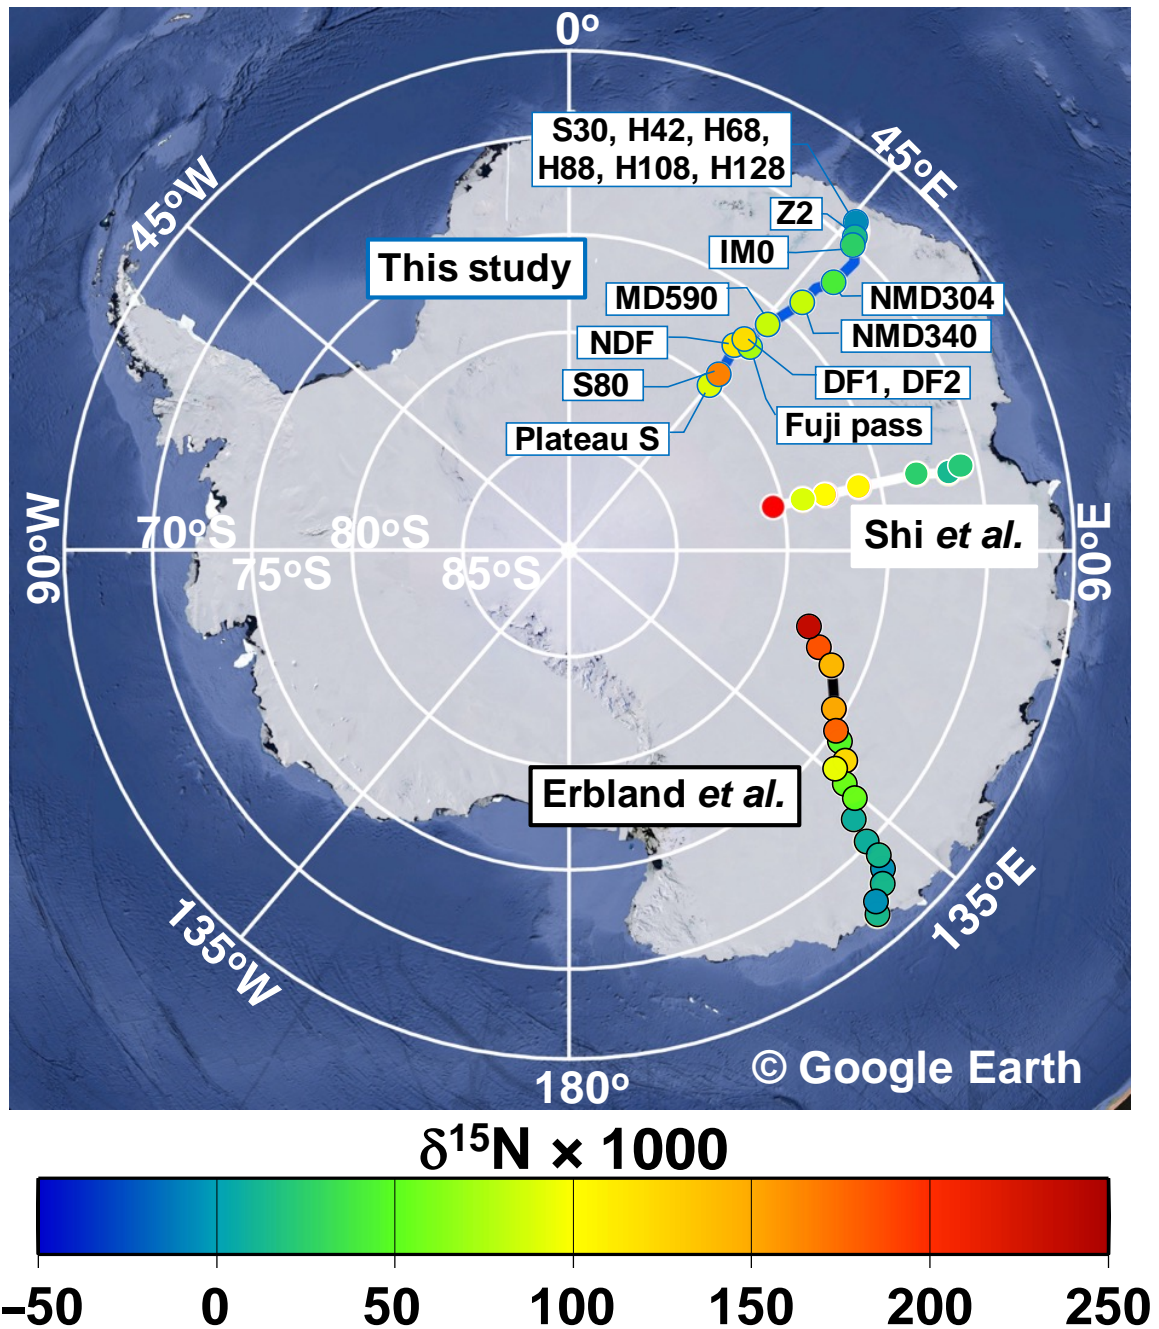 0°
S30, H42, H68,
H88, H108, H128
45°E
45°W
Z2
IM0
This study
MD590
NMD304
NMD340
NDF
S80
DF1, DF2
Fuji pass
Plateau S
90°W
70°S
80°S
75°S
85°S
Shi et al.
90°E
Erbland et al.
135°E
135°W
180°
© Google Earth
δ¹⁵N × 1000
–50 0 50 100 150 200 250